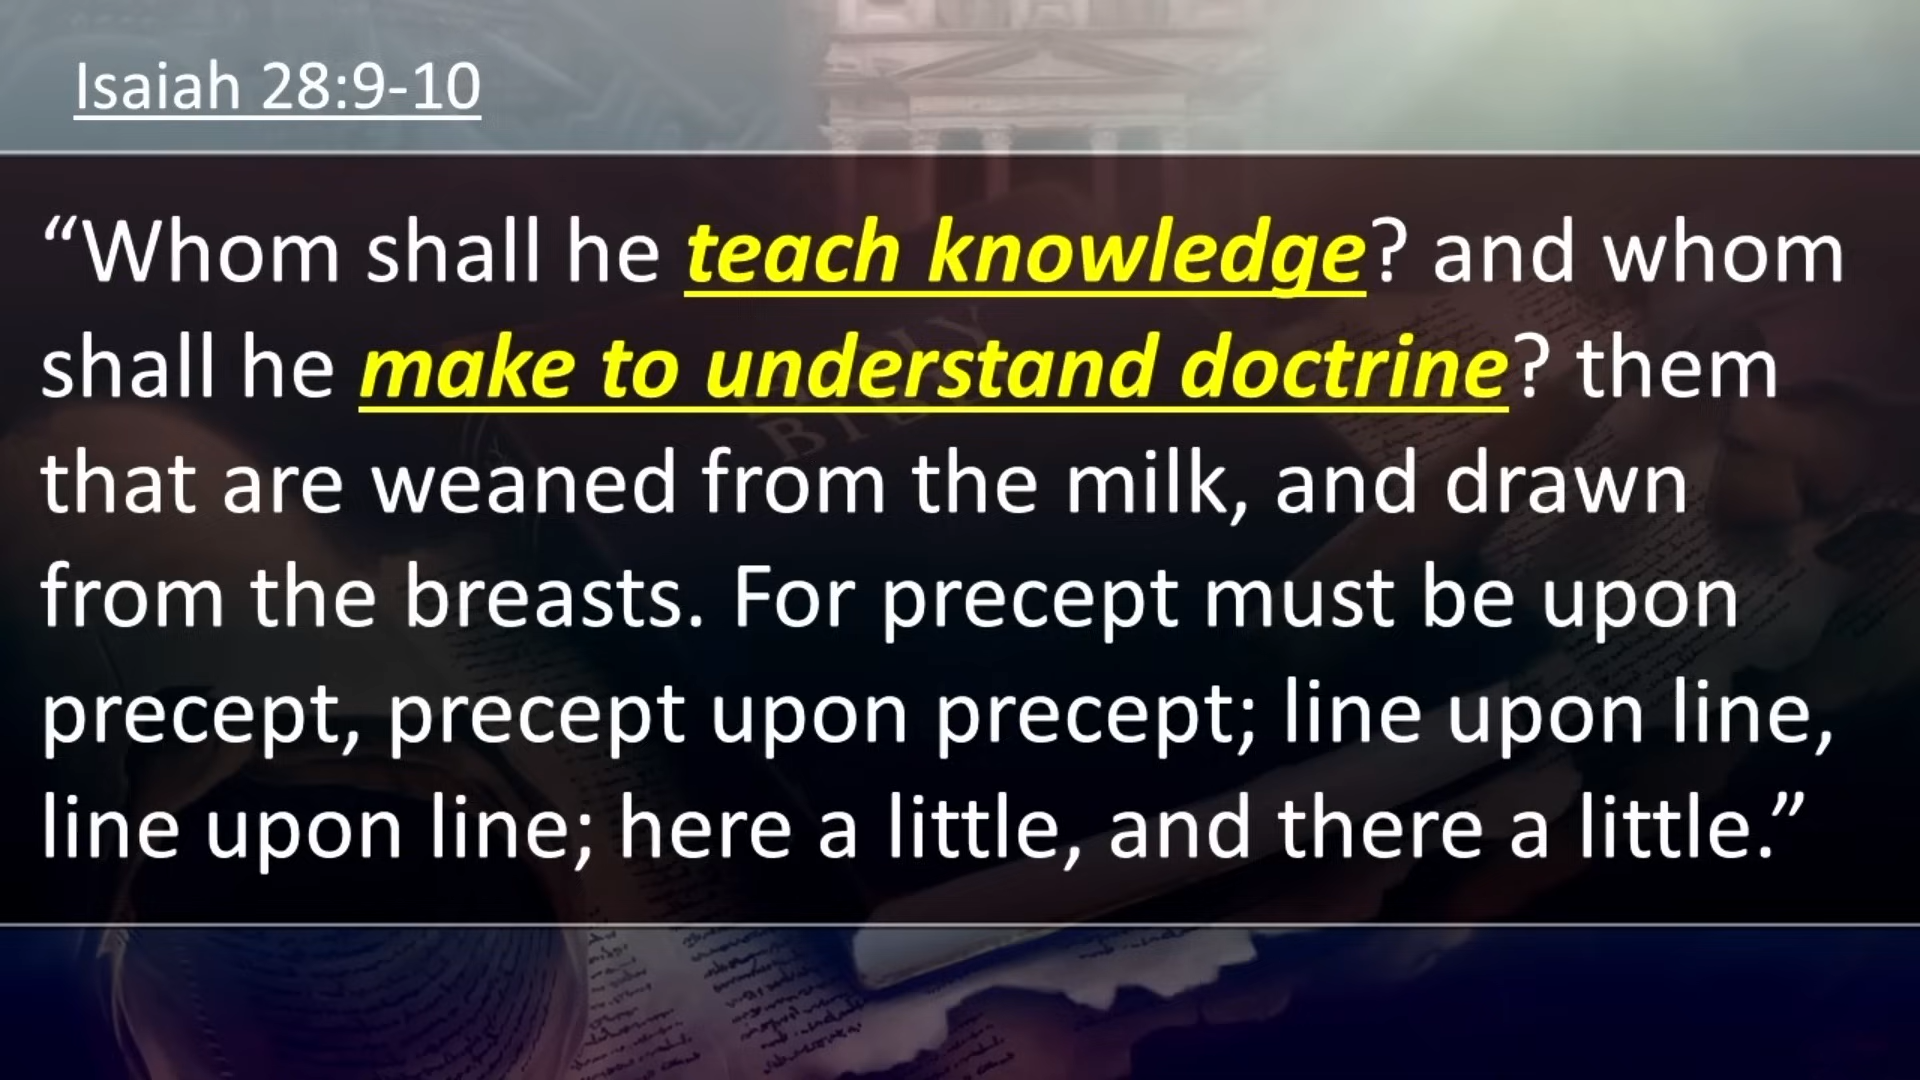 Isaiah 28:9-10
“Whom shall he teach knowledge? and whom
shall he make to understand doctrine? them
that are weaned from the milk, and drawn
from the breasts. For precept must be upon
precept, precept upon precept; line upon line,
line upon line; here a little, and there a little.”